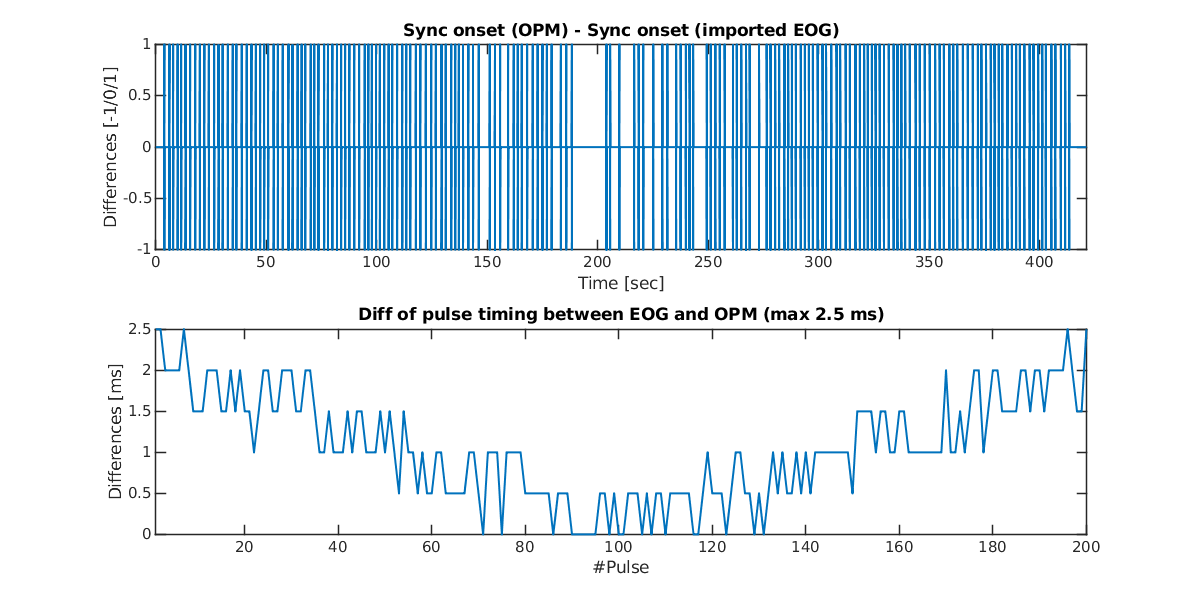 Sync onset (OPM) - Sync onset (imported EOG)
Differences [-1/0/1]
1
0.5
0
-0.5
-1
0 50 100 150 200 250 300 350 400
Time [sec]
Diff of pulse timing between EOG and OPM (max 2.5 ms)
Differences [ms]
2.5
2
1.5
1
0.5
0
20 40 60 80 100 120 140 160 180 200
#Pulse